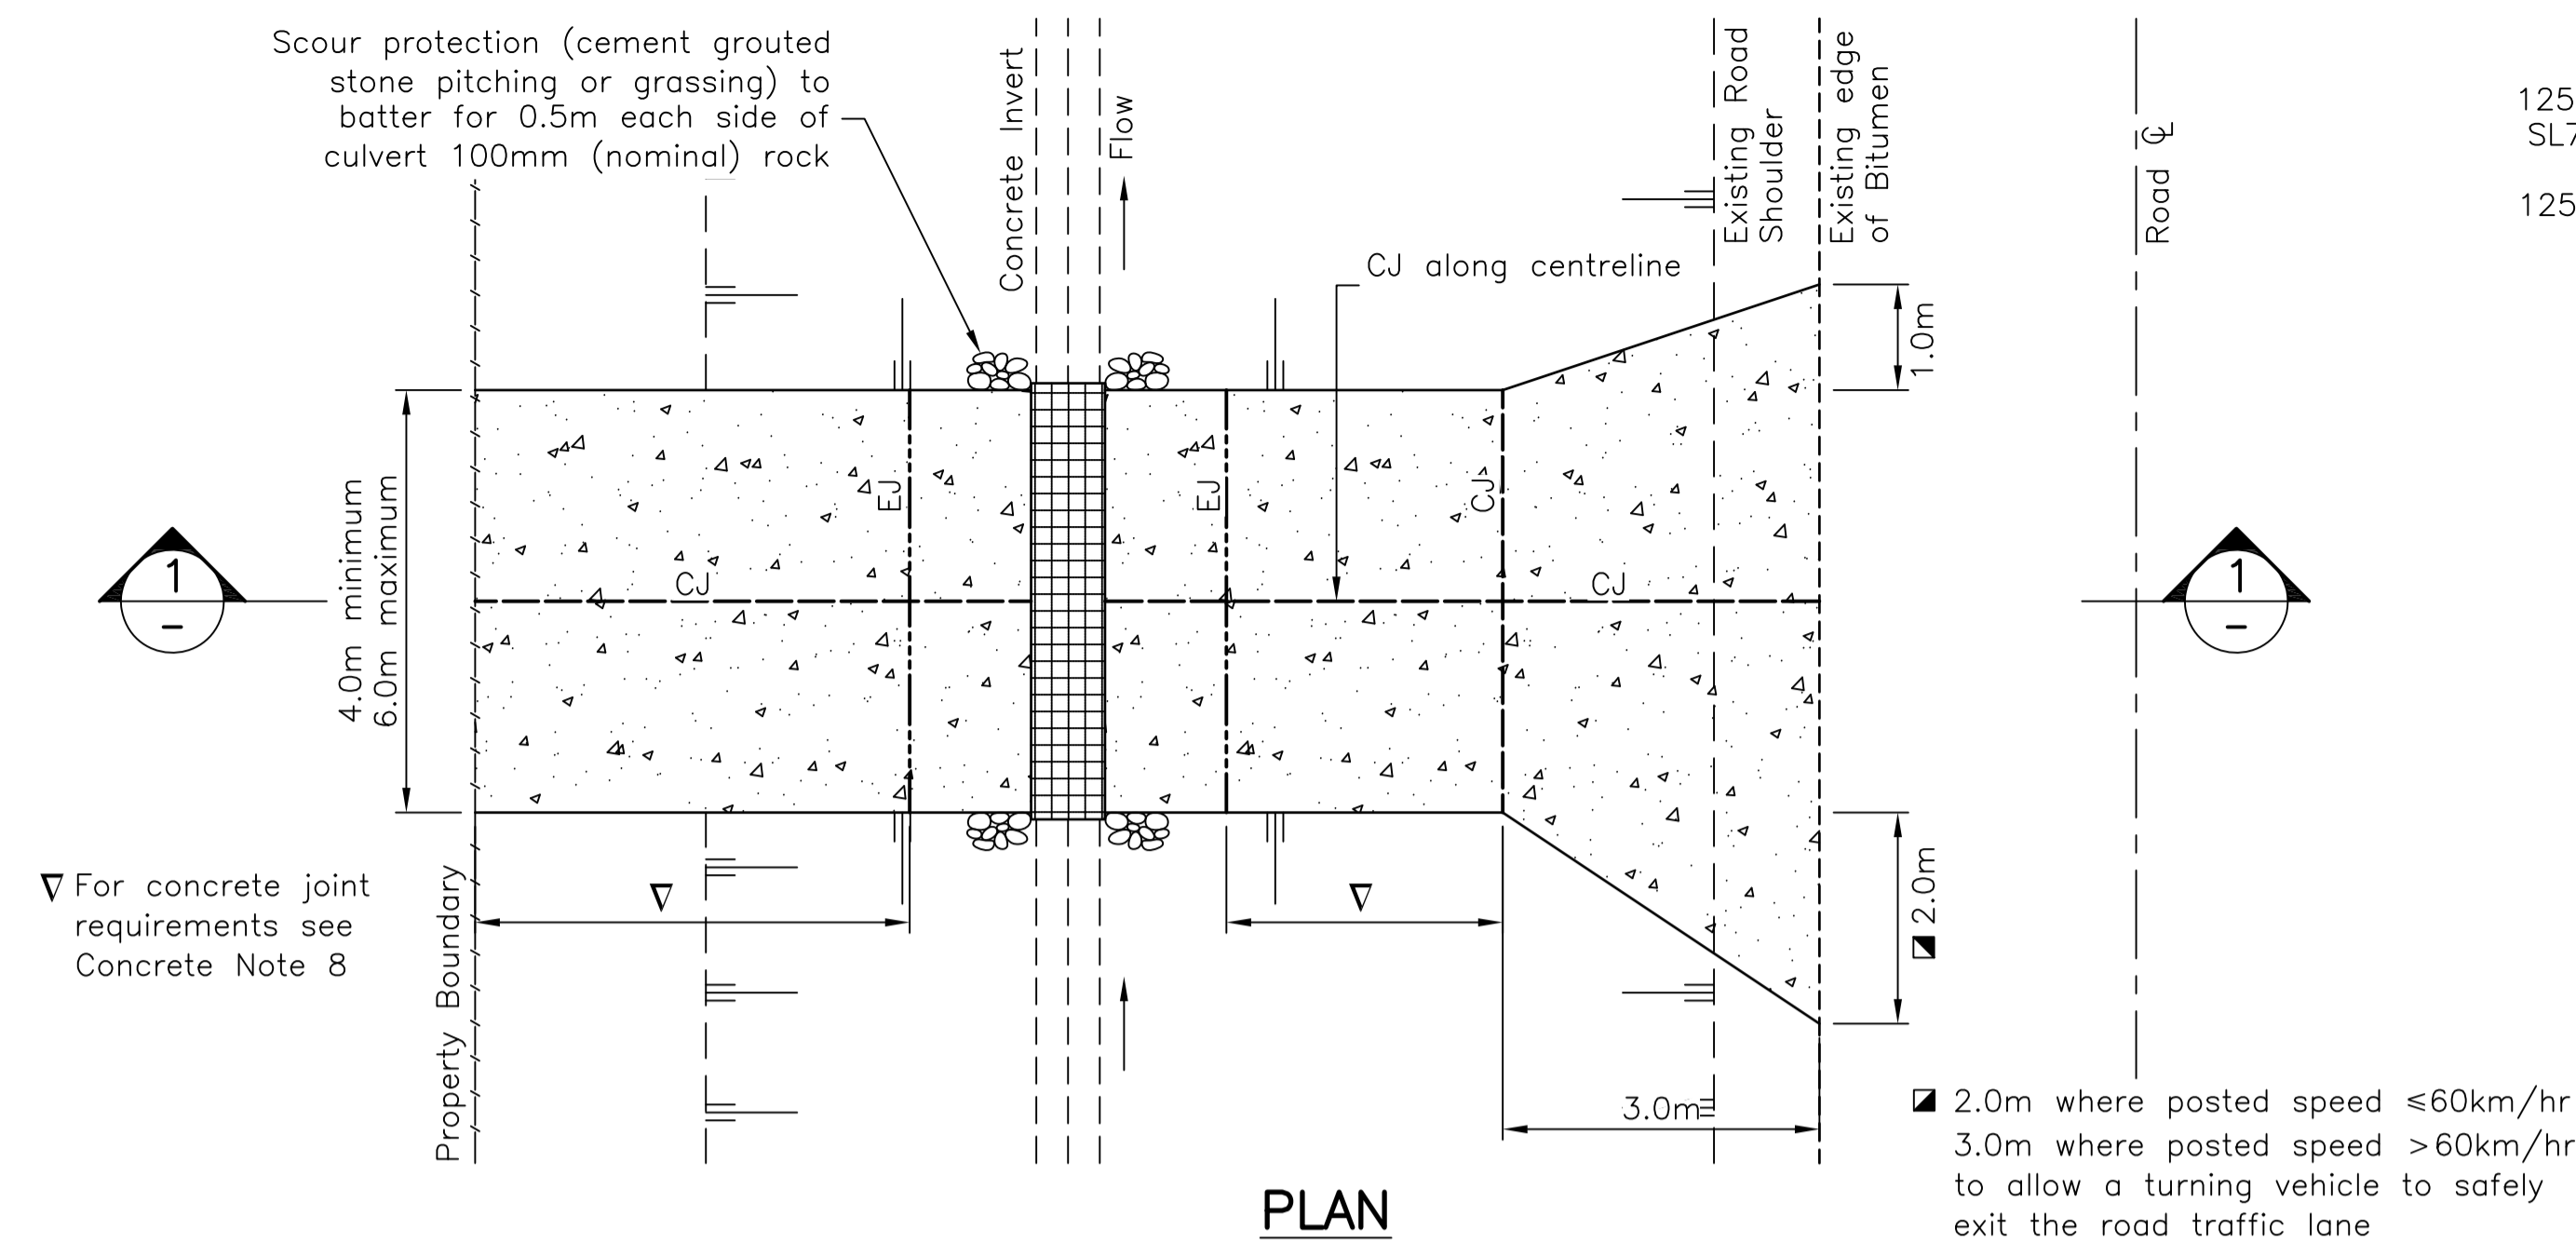 Scour protection (cement grouted
stone pitching or grassing) to
batter for 0.5m each side of
culvert 100mm (nominal) rock
Concrete Invert
Flow
CJ along centreline
Existing Road
Shoulder
Existing edge
of Bitumen
Road ℄
125
SL7
125
1.0m
4.0m minimum
6.0m maximum
EJ
EJ
CJ
CJ
CJ
1
-
1
-
∇ For concrete joint
requirements see
Concrete Note 8
Property Boundary
∇
∇
2.0m
3.0m
2.0m where posted speed ≤60km/hr
3.0m where posted speed >60km/hr
to allow a turning vehicle to safely
exit the road traffic lane
PLAN